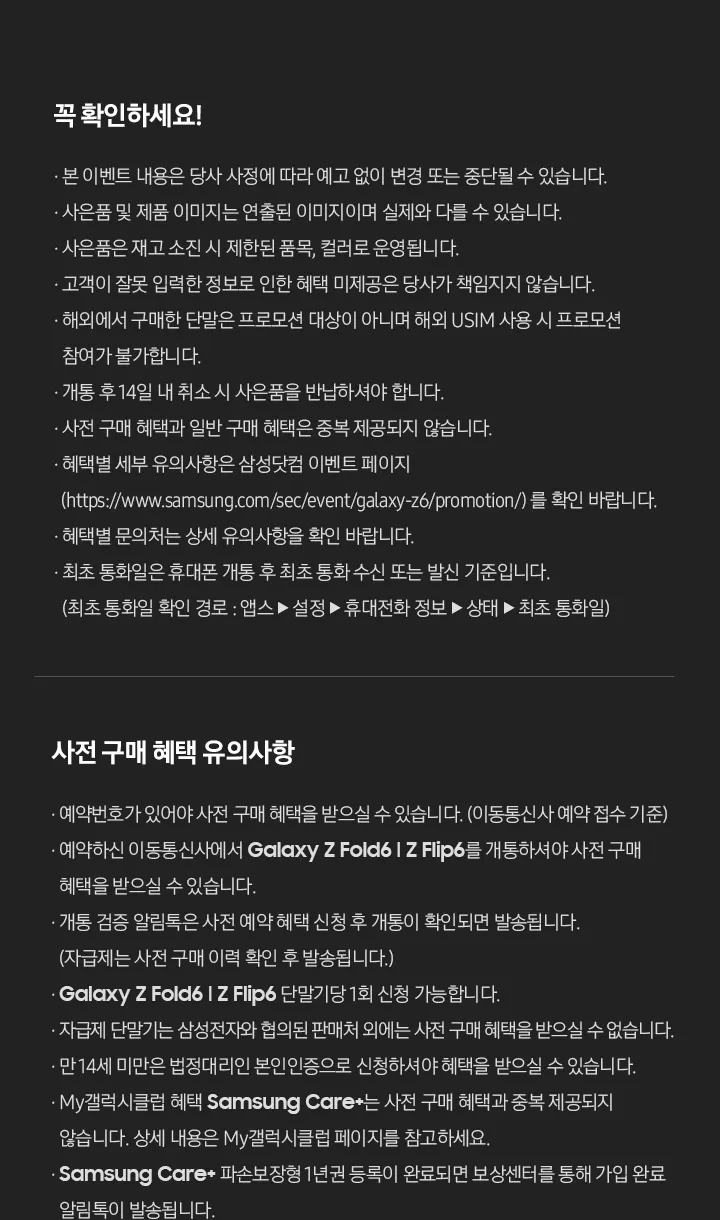 꼭 확인하세요!
· 본 이벤트 내용은 당사 사정에 따라 예고 없이 변경 또는 중단될 수 있습니다.
· 사은품 및 제품 이미지는 연출된 이미지이며 실제와 다를 수 있습니다.
· 사은품은 재고 소진 시 제한된 품목, 컬러로 운영됩니다.
· 고객이 잘못 입력한 정보로 인한 혜택 미제공은 당사가 책임지지 않습니다.
· 해외에서 구매한 단말은 프로모션 대상이 아니며 해외 USIM 사용 시 프로모션
참여가 불가합니다.
· 개통 후 14일 내 취소 시 사은품을 반납하셔야 합니다.
· 사전 구매 혜택과 일반 구매 혜택은 중복 제공되지 않습니다.
· 혜택별 세부 유의사항은 삼성닷컴 이벤트 페이지
(https://www.samsung.com/sec/event/galaxy-z6/promotion/) 를 확인 바랍니다.
· 혜택별 문의처는 상세 유의사항을 확인 바랍니다.
· 최초 통화일은 휴대폰 개통 후 최초 통화 수신 또는 발신 기준입니다.
(최초 통화일 확인 경로 : 앱스 ▶ 설정 ▶ 휴대전화 정보 ▶ 상태 ▶ 최초 통화일)
사전 구매 혜택 유의사항
· 예약번호가 있어야 사전 구매 혜택을 받으실 수 있습니다. (이동통신사 예약 접수 기준)
· 예약하신 이동통신사에서 Galaxy Z Fold6 | Z Flip6를 개통하셔야 사전 구매
혜택을 받으실 수 있습니다.
· 개통 검증 알림톡은 사전 예약 혜택 신청 후 개통이 확인되면 발송됩니다.
(자급제는 사전 구매 이력 확인 후 발송됩니다.)
· Galaxy Z Fold6 | Z Flip6 단말기당 1회 신청 가능합니다.
· 자급제 단말기는 삼성전자와 협의된 판매처 외에는 사전 구매 혜택을 받으실 수 없습니다.
· 만 14세 미만은 법정대리인 본인인증으로 신청하셔야 혜택을 받으실 수 있습니다.
· My갤럭시클럽 혜택 Samsung Care+는 사전 구매 혜택과 중복 제공되지
않습니다. 상세 내용은 My갤럭시클럽 페이지를 참고하세요.
· Samsung Care+ 파손보장형 1년권 등록이 완료되면 보상센터를 통해 가입 완료
알림톡이 발송됩니다.